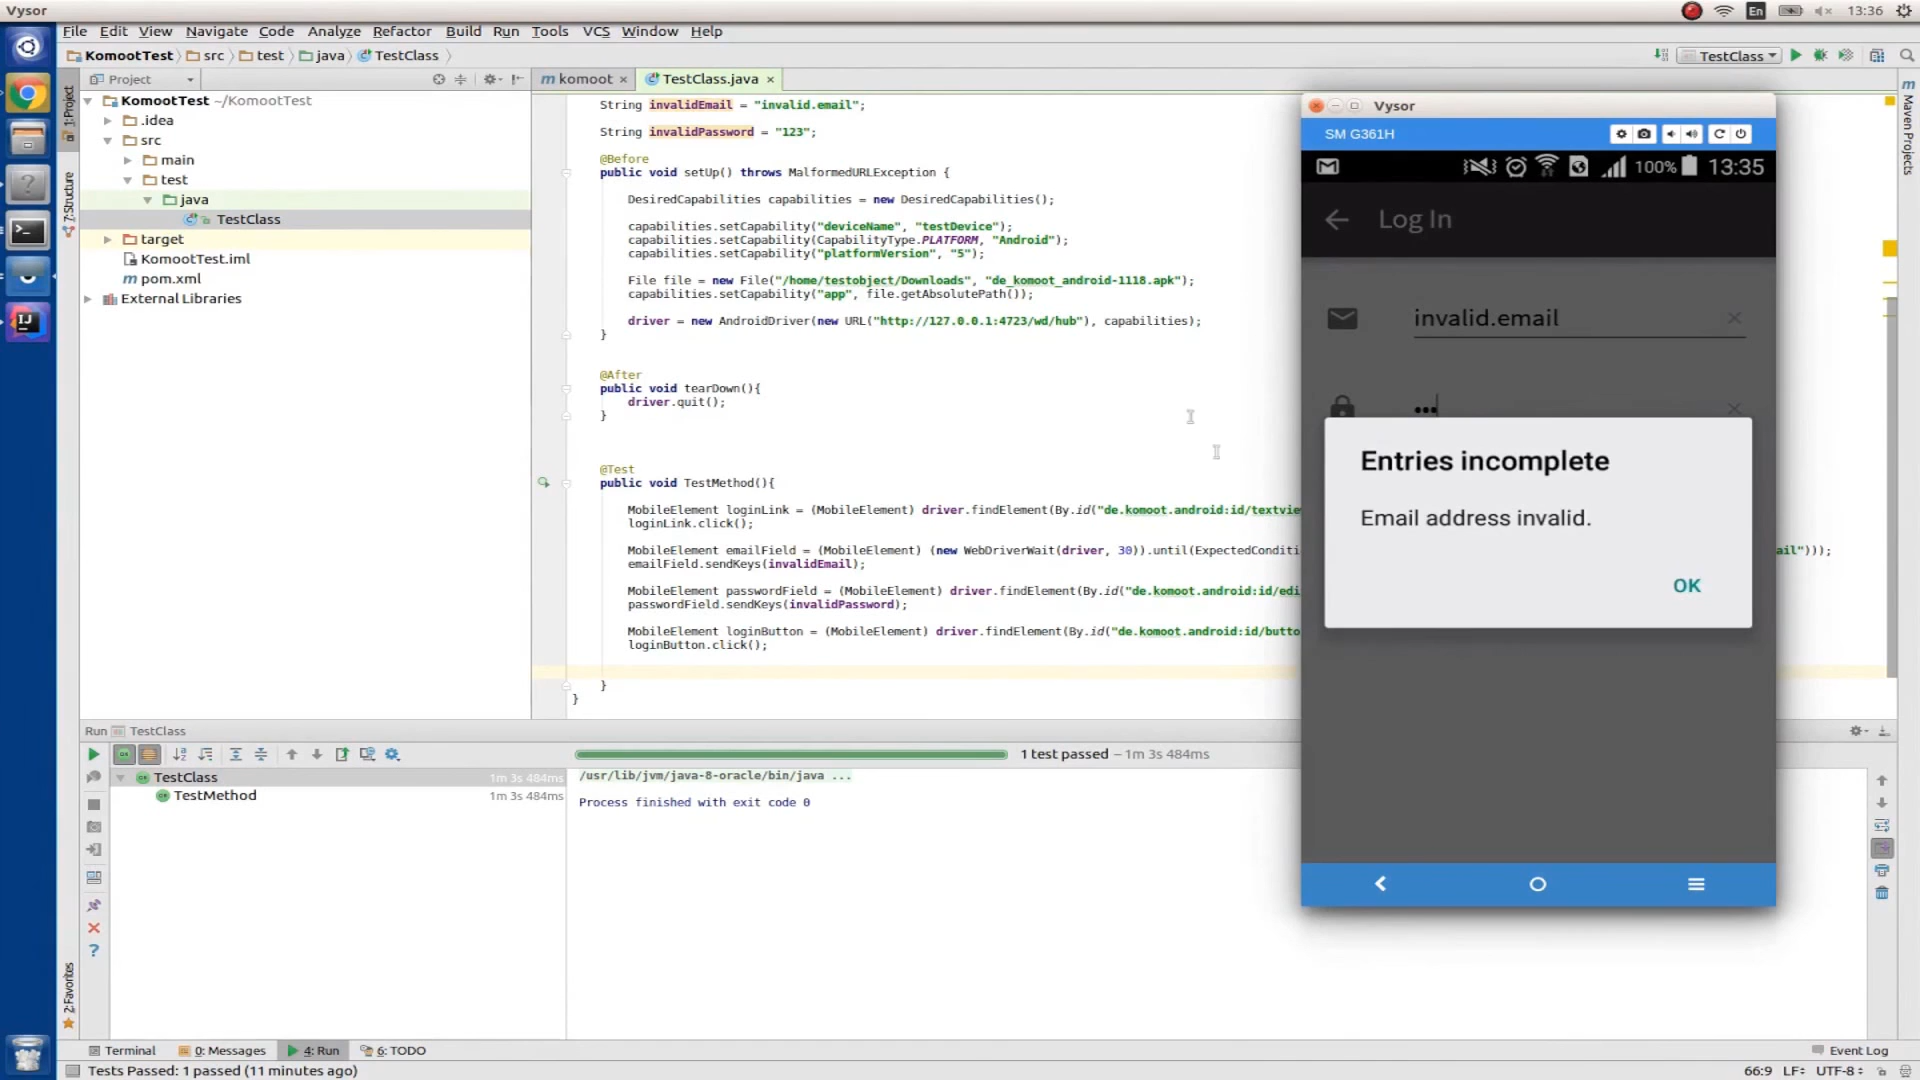 Vysor
En
13:36
File Edit View Navigate Code Analyze Refactor Build Run Tools VCS Window Help
KomootTest src test java TestClass
TestClass
Project
m komoot × TestClass.java ×
1: Project
7: Structure
2: Favorites
m Maven Projects
KomootTest ~/KomootTest
.idea
src
main
test
java
TestClass
target
KomootTest.iml
m pom.xml
External Libraries
String invalidEmail = "invalid.email";
String invalidPassword = "123";
@Before
public void setUp() throws MalformedURLException {
DesiredCapabilities capabilities = new DesiredCapabilities();
capabilities.setCapability("deviceName", "testDevice");
capabilities.setCapability(CapabilityType.PLATFORM, "Android");
capabilities.setCapability("platformVersion", "5");
File file = new File("/home/testobject/Downloads", "de_komoot_android-1118.apk");
capabilities.setCapability("app", file.getAbsolutePath());
driver = new AndroidDriver(new URL("http://127.0.0.1:4723/wd/hub"), capabilities);
}
@After
public void tearDown(){
driver.quit();
}
@Test
public void TestMethod(){
MobileElement loginLink = (MobileElement) driver.findElement(By.id("de.komoot.android:id/textvie
loginLink.click();
MobileElement emailField = (MobileElement) (new WebDriverWait(driver, 30)).until(ExpectedConditi
ail")));
emailField.sendKeys(invalidEmail);
MobileElement passwordField = (MobileElement) driver.findElement(By.id("de.komoot.android:id/edi
passwordField.sendKeys(invalidPassword);
MobileElement loginButton = (MobileElement) driver.findElement(By.id("de.komoot.android:id/butto
loginButton.click();
}
}
Vysor
SM G361H
100% 13:35
Log In
invalid.email
•••
Entries incomplete
Email address invalid.
OK
Run TestClass
1 test passed – 1m 3s 484ms
TestClass 1m 3s 484ms
TestMethod 1m 3s 484ms
/usr/lib/jvm/java-8-oracle/bin/java ...
Process finished with exit code 0
Terminal 0: Messages 4: Run 6: TODO
Event Log
Tests Passed: 1 passed (11 minutes ago)
66:9 LF÷ UTF-8÷